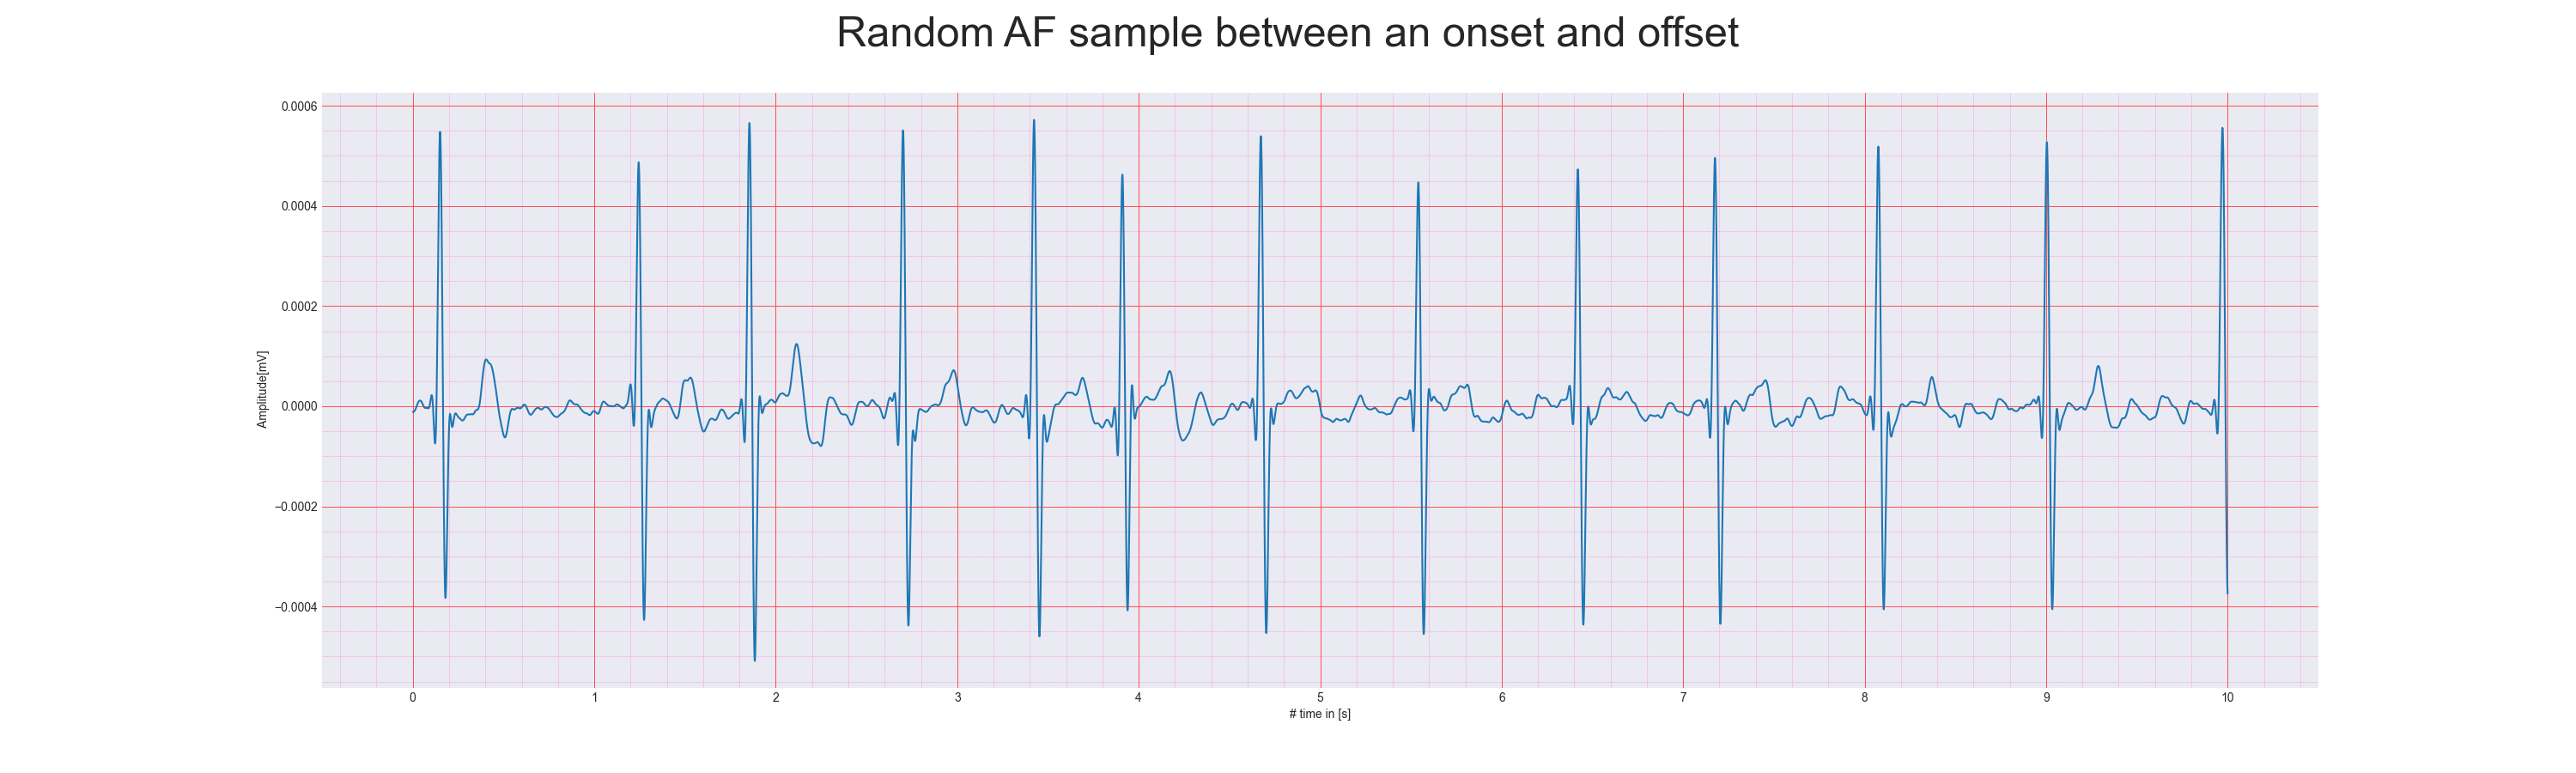 Random AF sample between an onset and offset
0.0006
0.0004
0.0002
0.0000
−0.0002
−0.0004
Amplitude[mV]
0 1 2 3 4 5 6 7 8 9 10
# time in [s]